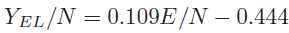 Y_{EL}/N = 0.109E/N − 0.444